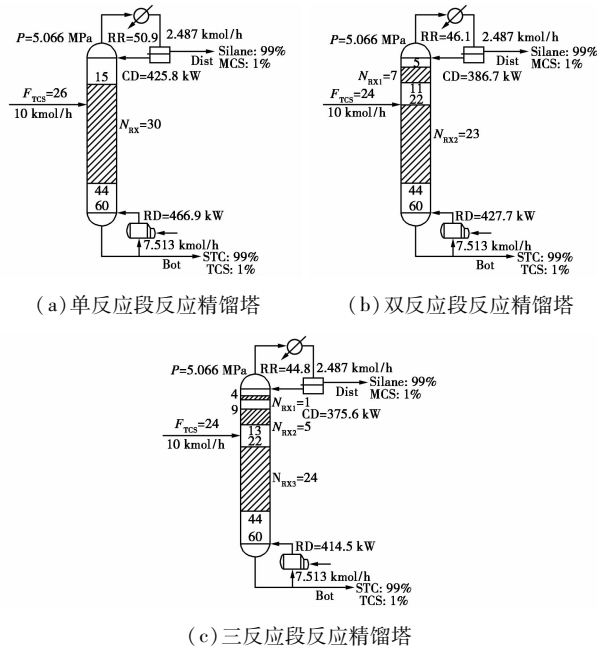 P=5.066 MPa
RR=50.9
2.487 kmol/h
Dist
Silane: 99%
MCS: 1%
CD=425.8 kW
15
F_TCS=26
10 kmol/h
N_RX=30
44
60
RD=466.9 kW
7.513 kmol/h
Bot
STC: 99%
TCS: 1%
(a)单反应段反应精馏塔
P=5.066 MPa
RR=46.1
2.487 kmol/h
Dist
Silane: 99%
MCS: 1%
CD=386.7 kW
5
N_RX1=7
11
F_TCS=24
22
10 kmol/h
N_RX2=23
44
60
RD=427.7 kW
7.513 kmol/h
Bot
STC: 99%
TCS: 1%
(b)双反应段反应精馏塔
P=5.066 MPa
RR=44.8
2.487 kmol/h
Dist
Silane: 99%
MCS: 1%
4
N_RX1=1
9
CD=375.6 kW
F_TCS=24
13
N_RX2=5
22
10 kmol/h
N_RX3=24
44
60
RD=414.5 kW
7.513 kmol/h
Bot
STC: 99%
TCS: 1%
(c)三反应段反应精馏塔